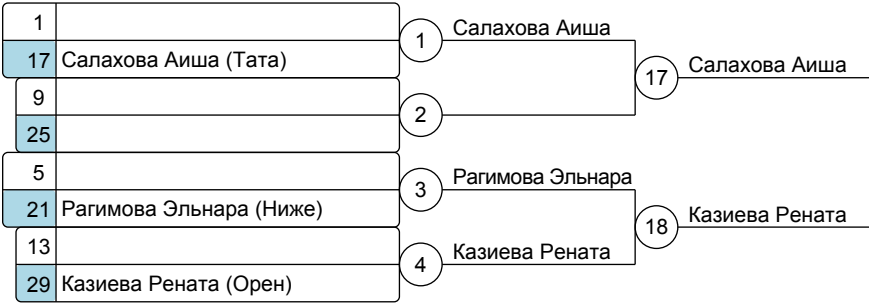 1
17 Салахова Аиша (Тата)
9
25
5
21 Рагимова Эльнара (Ниже)
13
29 Казиева Рената (Орен)
1 Салахова Аиша
2
3 Рагимова Эльнара
4 Казиева Рената
17 Салахова Аиша
18 Казиева Рената